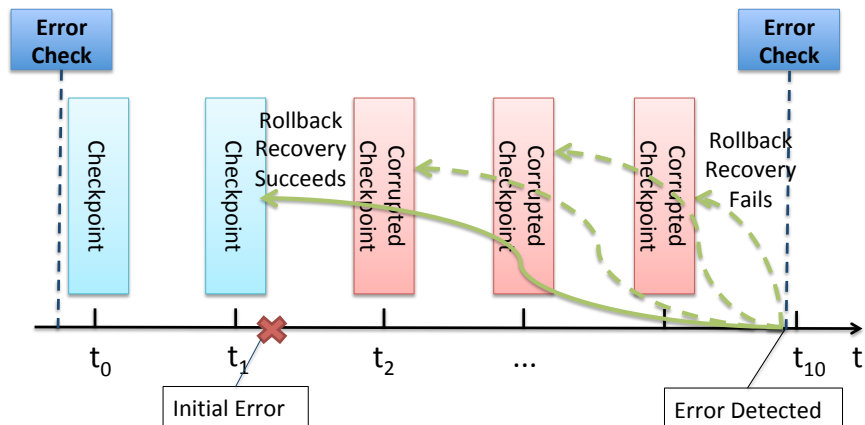 Error
Check
Error
Check
Checkpoint
Checkpoint
Rollback
Recovery
Succeeds
Corrupted
Checkpoint
Corrupted
Checkpoint
Corrupted
Checkpoint
Rollback
Recovery
Fails
t₀
t₁
t₂
...
t₁₀
t
Initial Error
Error Detected